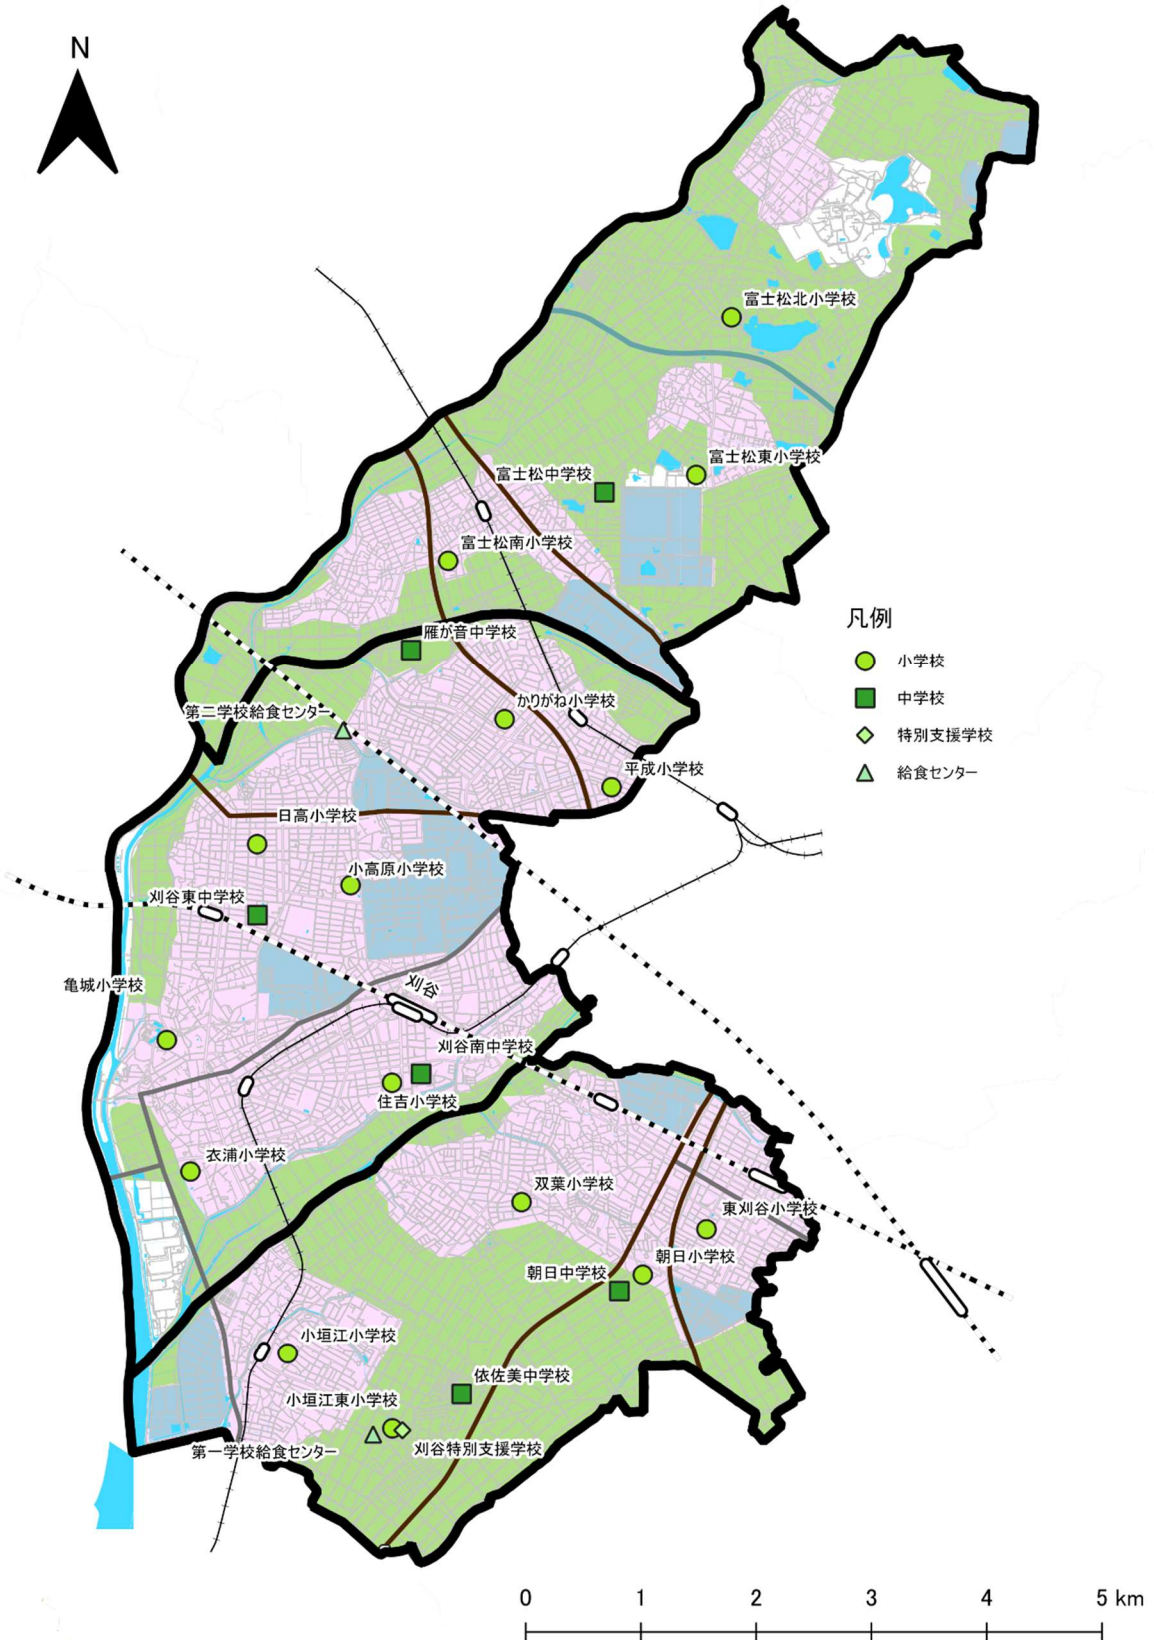 N
富士松北小学校
富士松東小学校
富士松中学校
富士松南小学校
凡例
小学校
中学校
特別支援学校
給食センター
雁が音中学校
かりがね小学校
第二学校給食センター
平成小学校
日高小学校
小高原小学校
刈谷東中学校
亀城小学校
刈谷
刈谷南中学校
住吉小学校
衣浦小学校
双葉小学校
東刈谷小学校
朝日小学校
朝日中学校
小垣江小学校
依佐美中学校
小垣江東小学校
刈谷特別支援学校
第一学校給食センター
0 1 2 3 4 5 km